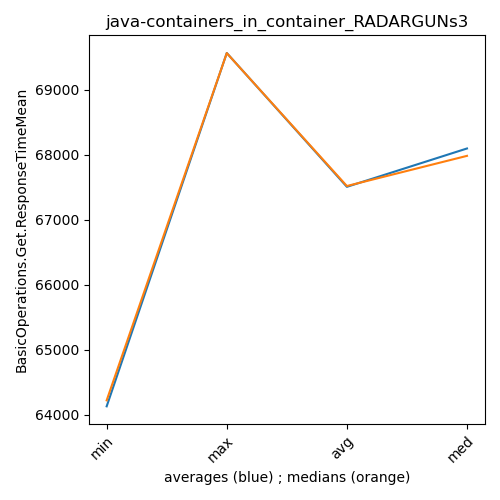 java-containers_in_container_RADARGUNs3
BasicOperations.Get.ResponseTimeMean
69000
68000
67000
66000
65000
64000
min
max
avg
med
averages (blue) ; medians (orange)